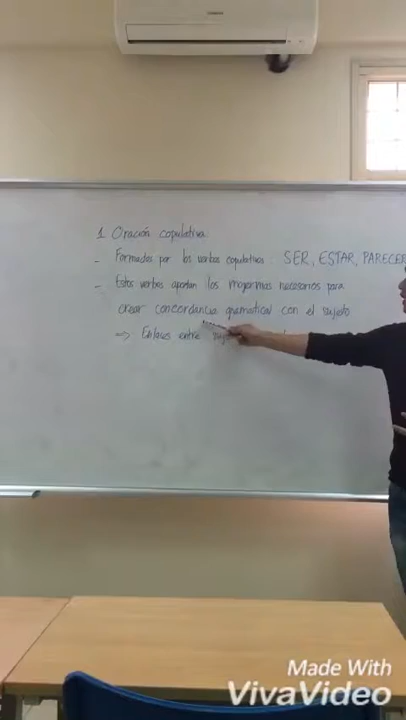 1. Oración copulativa
- Formadas por los verbos copulativos: SER, ESTAR, PARECER
- Estos verbos aportan los morfemas necesarios para
crear concordancia gramatical con el sujeto
⇒ Enlaces entre
Made With
VivaVideo